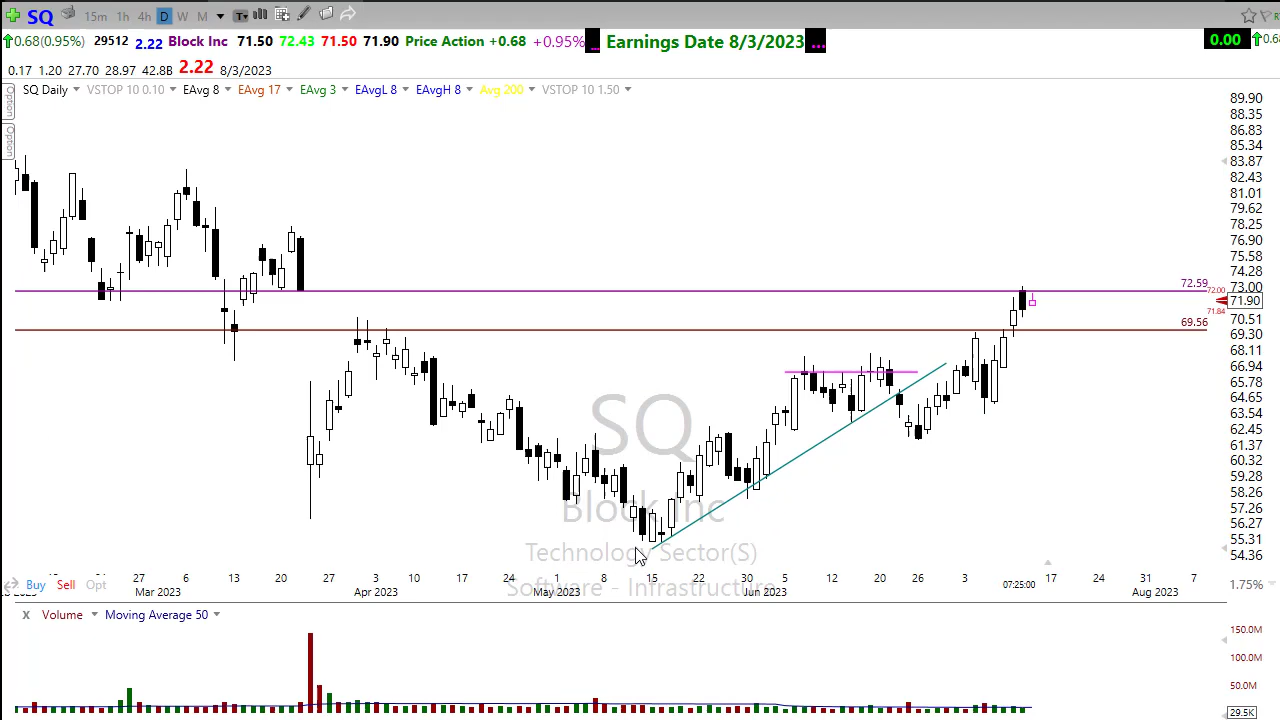 SQ 15m 1h 4h D W M T
0.68(0.95%) 29512 2.22 Block Inc 71.50 72.43 71.50 71.90 Price Action +0.68 +0.95% ... Earnings Date 8/3/2023 ... 0.00
0.17 1.20 27.70 28.97 42.8B 2.22 8/3/2023
SQ Daily VSTOP 10 0.10 EAvg 8 EAvg 17 EAvg 3 EAvgL 8 EAvgH 8 Avg 200 VSTOP 10 1.50
Option
Option
89.90
88.35
86.83
85.34
83.87
82.43
81.01
79.62
78.25
76.90
75.58
74.28
73.00
72.59
72.00
71.90
71.84
70.51
69.56
69.30
68.11
66.94
65.78
64.65
63.54
62.45
61.37
60.32
59.28
58.26
57.26
56.27
55.31
54.36
SQ
Block Inc
Technology Sector(S)
Software - Infrastructure
Buy Sell Opt
27 6 13 20 27 3 10 17 24 8 15 22 30 12 20 26 3 07:25:00 17 24 31 7 1.75%
Mar 2023 Apr 2023 May 2023 Jun 2023 Aug 2023
X Volume Moving Average 50
150.0M
100.0M
50.0M
29.5K